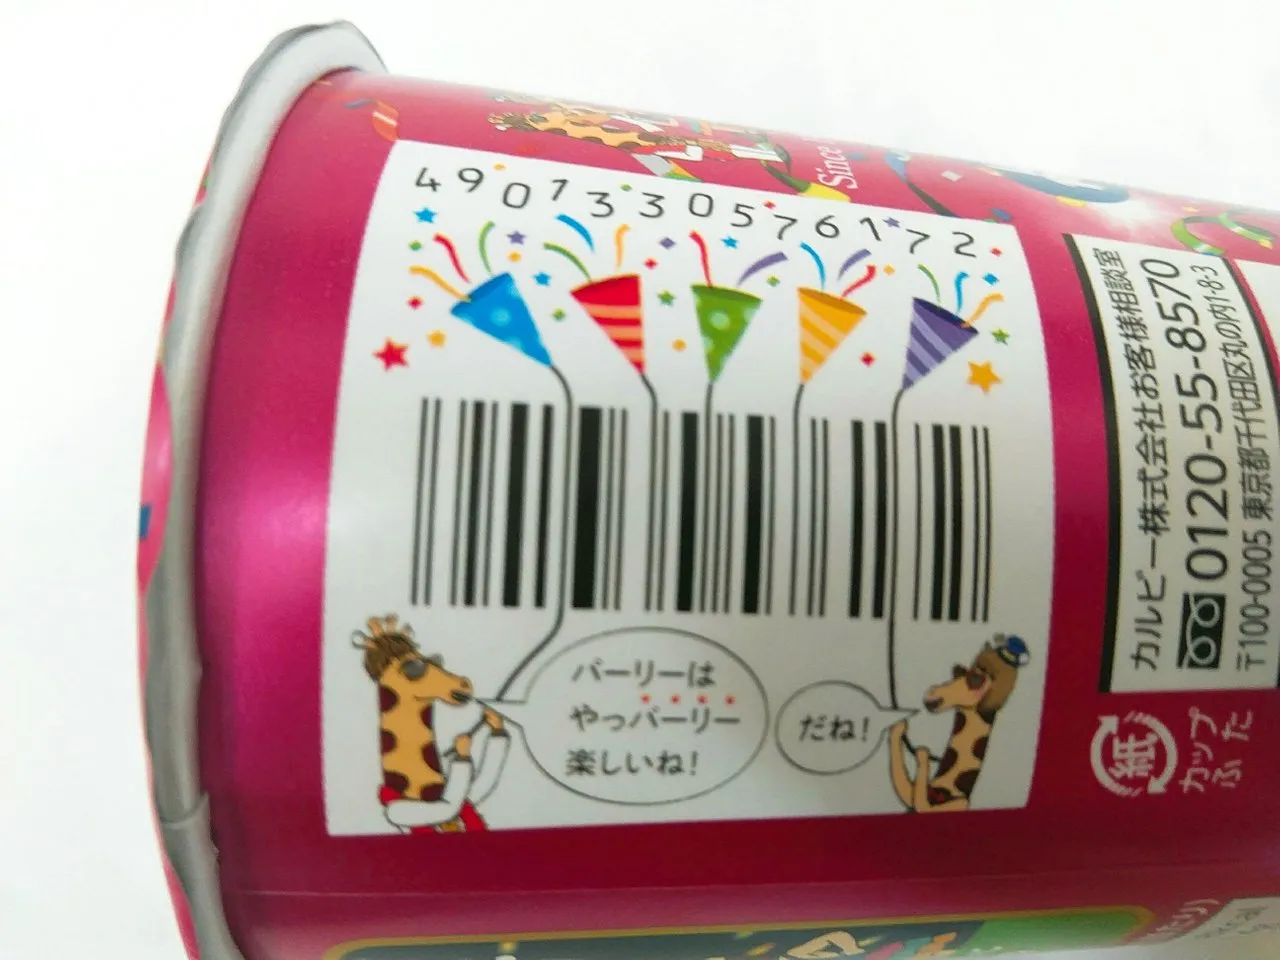 Since
4901330576172
パーリーは
やっパーリー
楽しいね!
だね!
カルビー株式会社お客様相談室
0120-55-8570
〒100-0005 東京都千代田区丸の内1-8-3
紙
カップ
ふた